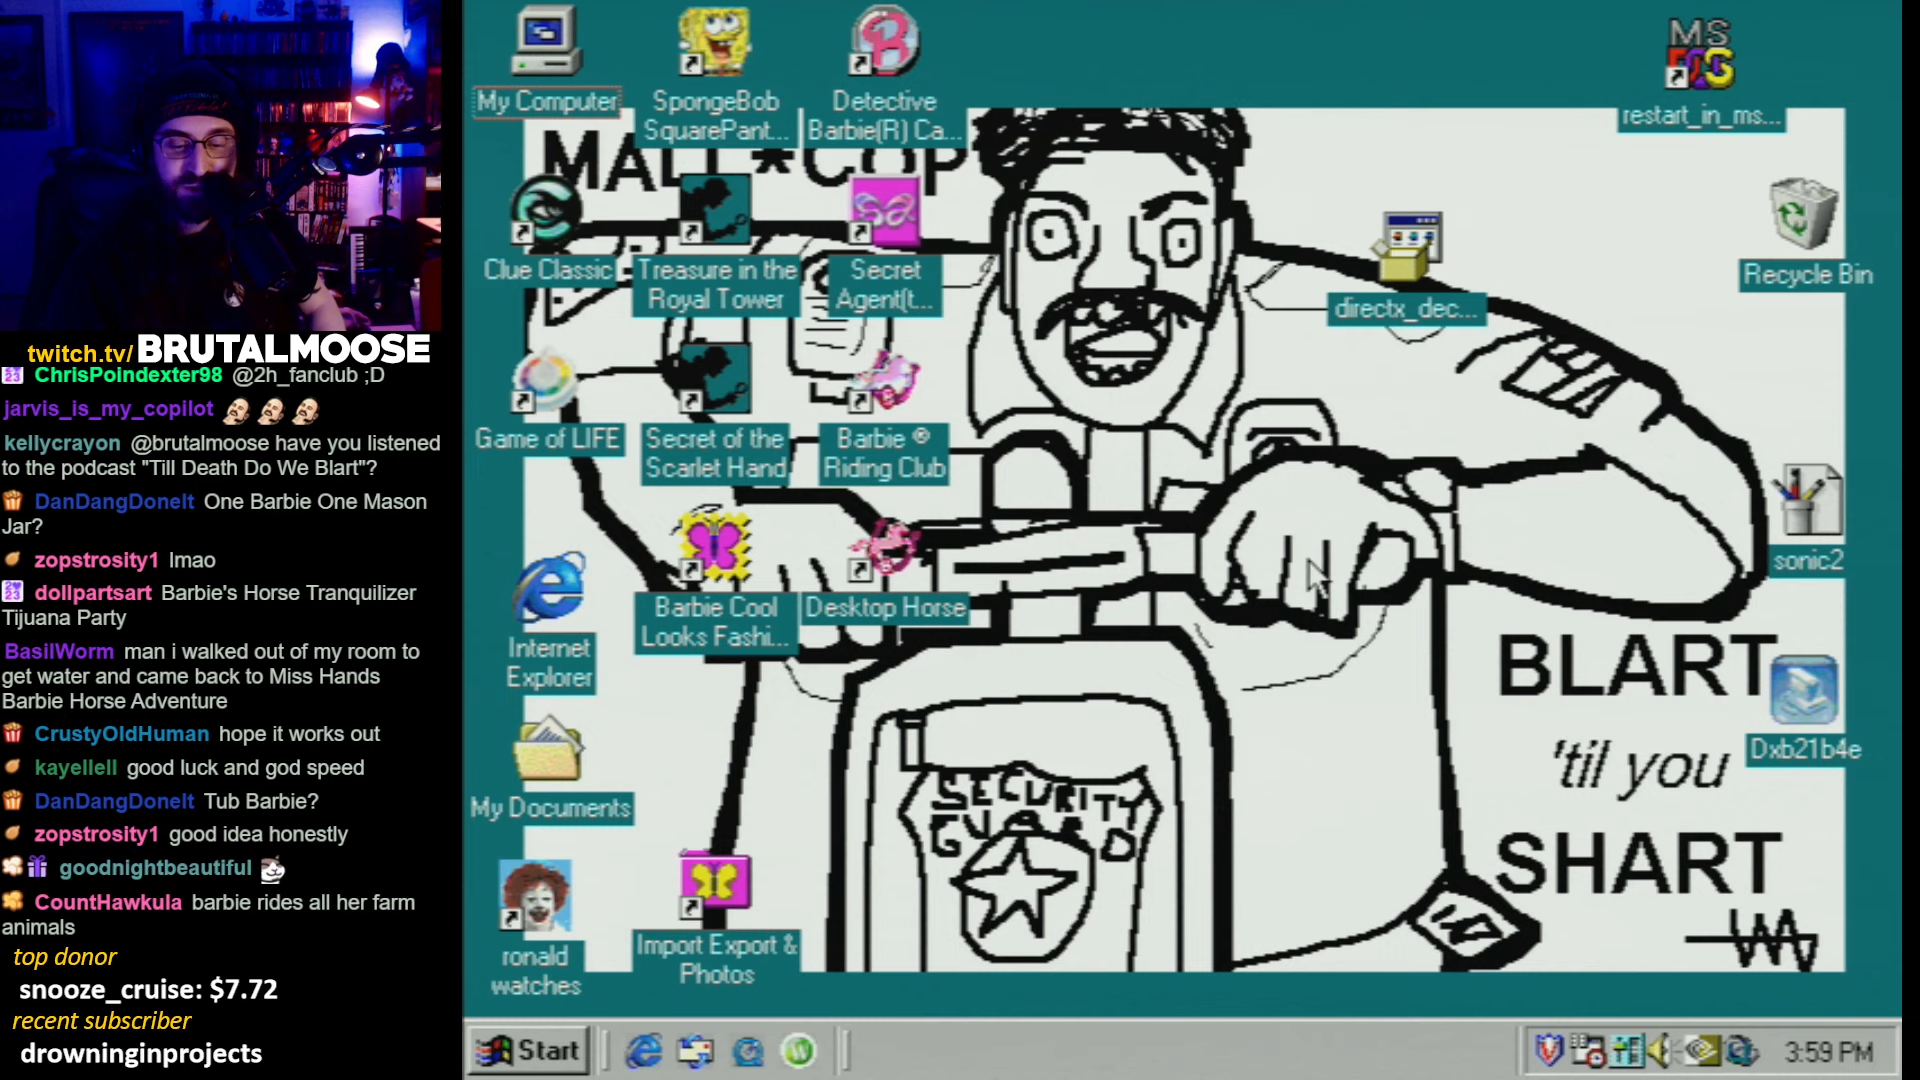 twitch.tv/BRUTALMOOSE
ChrisPoindexter98 @2h_fanclub ;D
jarvis_is_my_copilot
kellycrayon @brutalmoose have you listened
to the podcast "Till Death Do We Blart"?
DanDangDoneIt One Barbie One Mason
Jar?
zopstrosity1 lmao
dollpartsart Barbie's Horse Tranquilizer
Tijuana Party
BasilWorm man i walked out of my room to
get water and came back to Miss Hands
Barbie Horse Adventure
CrustyOldHuman hope it works out
kayellell good luck and god speed
DanDangDoneIt Tub Barbie?
zopstrosity1 good idea honestly
goodnightbeautiful
CountHawkula barbie rides all her farm
animals
top donor
snooze_cruise: $7.72
recent subscriber
drowninginprojects
My Computer
SpongeBob
SquarePant...
Detective
Barbie(R) Ca...
MS
restart_in_ms...
MALL*COP
Clue Classic
Treasure in the
Royal Tower
Secret
Agent(t...
directx_dec...
Recycle Bin
Game of LIFE
Secret of the
Scarlet Hand
Barbie ®
Riding Club
sonic2
Barbie Cool
Looks Fashi...
Desktop Horse
Internet
Explorer
BLART
Dxb21b4e
'til you
My Documents
SECURITY
GUARD
SHART
ronald
watches
Import Export &
Photos
Start
3:59 PM